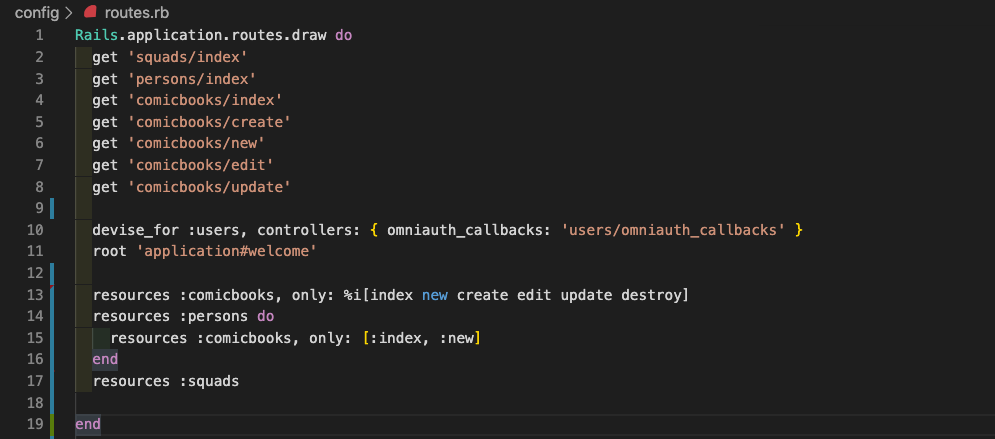 config > routes.rb
1 Rails.application.routes.draw do
2   get 'squads/index'
3   get 'persons/index'
4   get 'comicbooks/index'
5   get 'comicbooks/create'
6   get 'comicbooks/new'
7   get 'comicbooks/edit'
8   get 'comicbooks/update'
9
10   devise_for :users, controllers: { omniauth_callbacks: 'users/omniauth_callbacks' }
11   root 'application#welcome'
12
13   resources :comicbooks, only: %i[index new create edit update destroy]
14   resources :persons do
15     resources :comicbooks, only: [:index, :new]
16   end
17   resources :squads
18
19 end